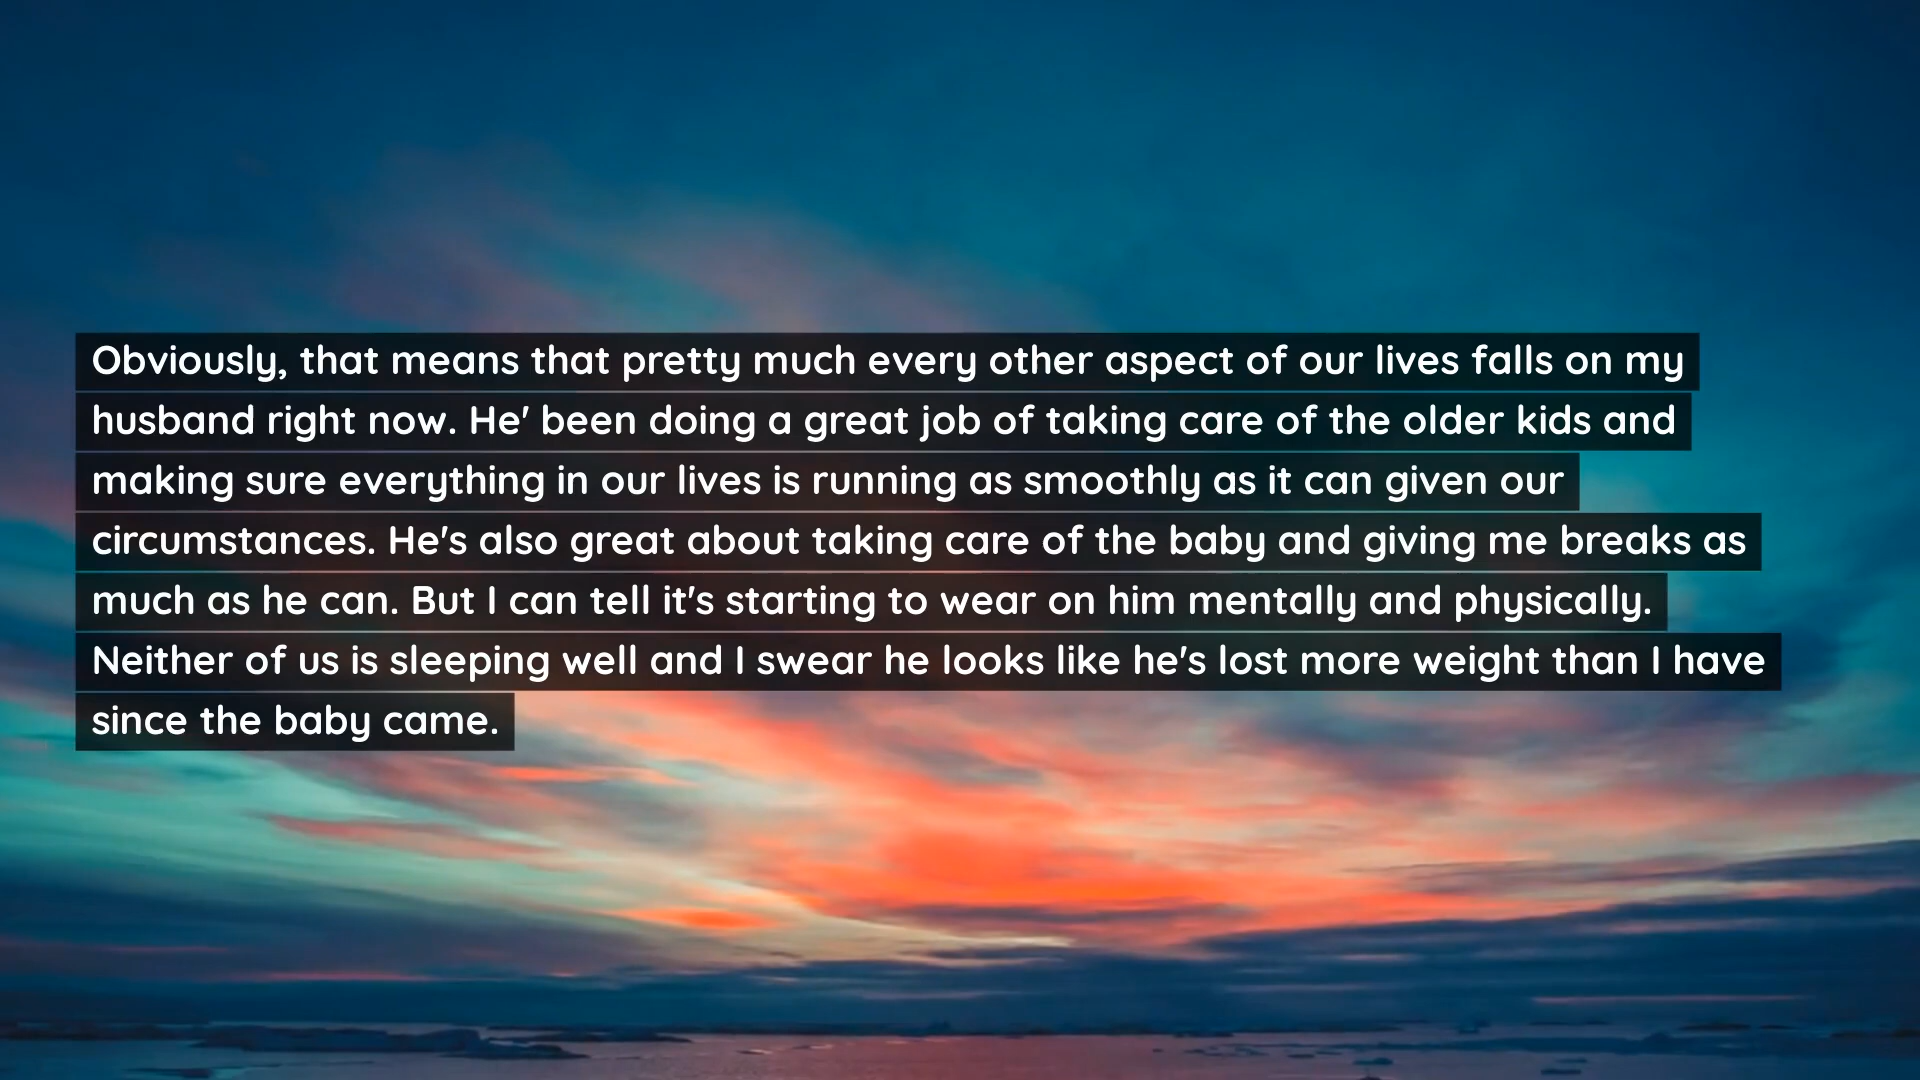 Obviously, that means that pretty much every other aspect of our lives falls on my
husband right now. He' been doing a great job of taking care of the older kids and
making sure everything in our lives is running as smoothly as it can given our
circumstances. He's also great about taking care of the baby and giving me breaks as
much as he can. But I can tell it's starting to wear on him mentally and physically.
Neither of us is sleeping well and I swear he looks like he's lost more weight than I have
since the baby came.